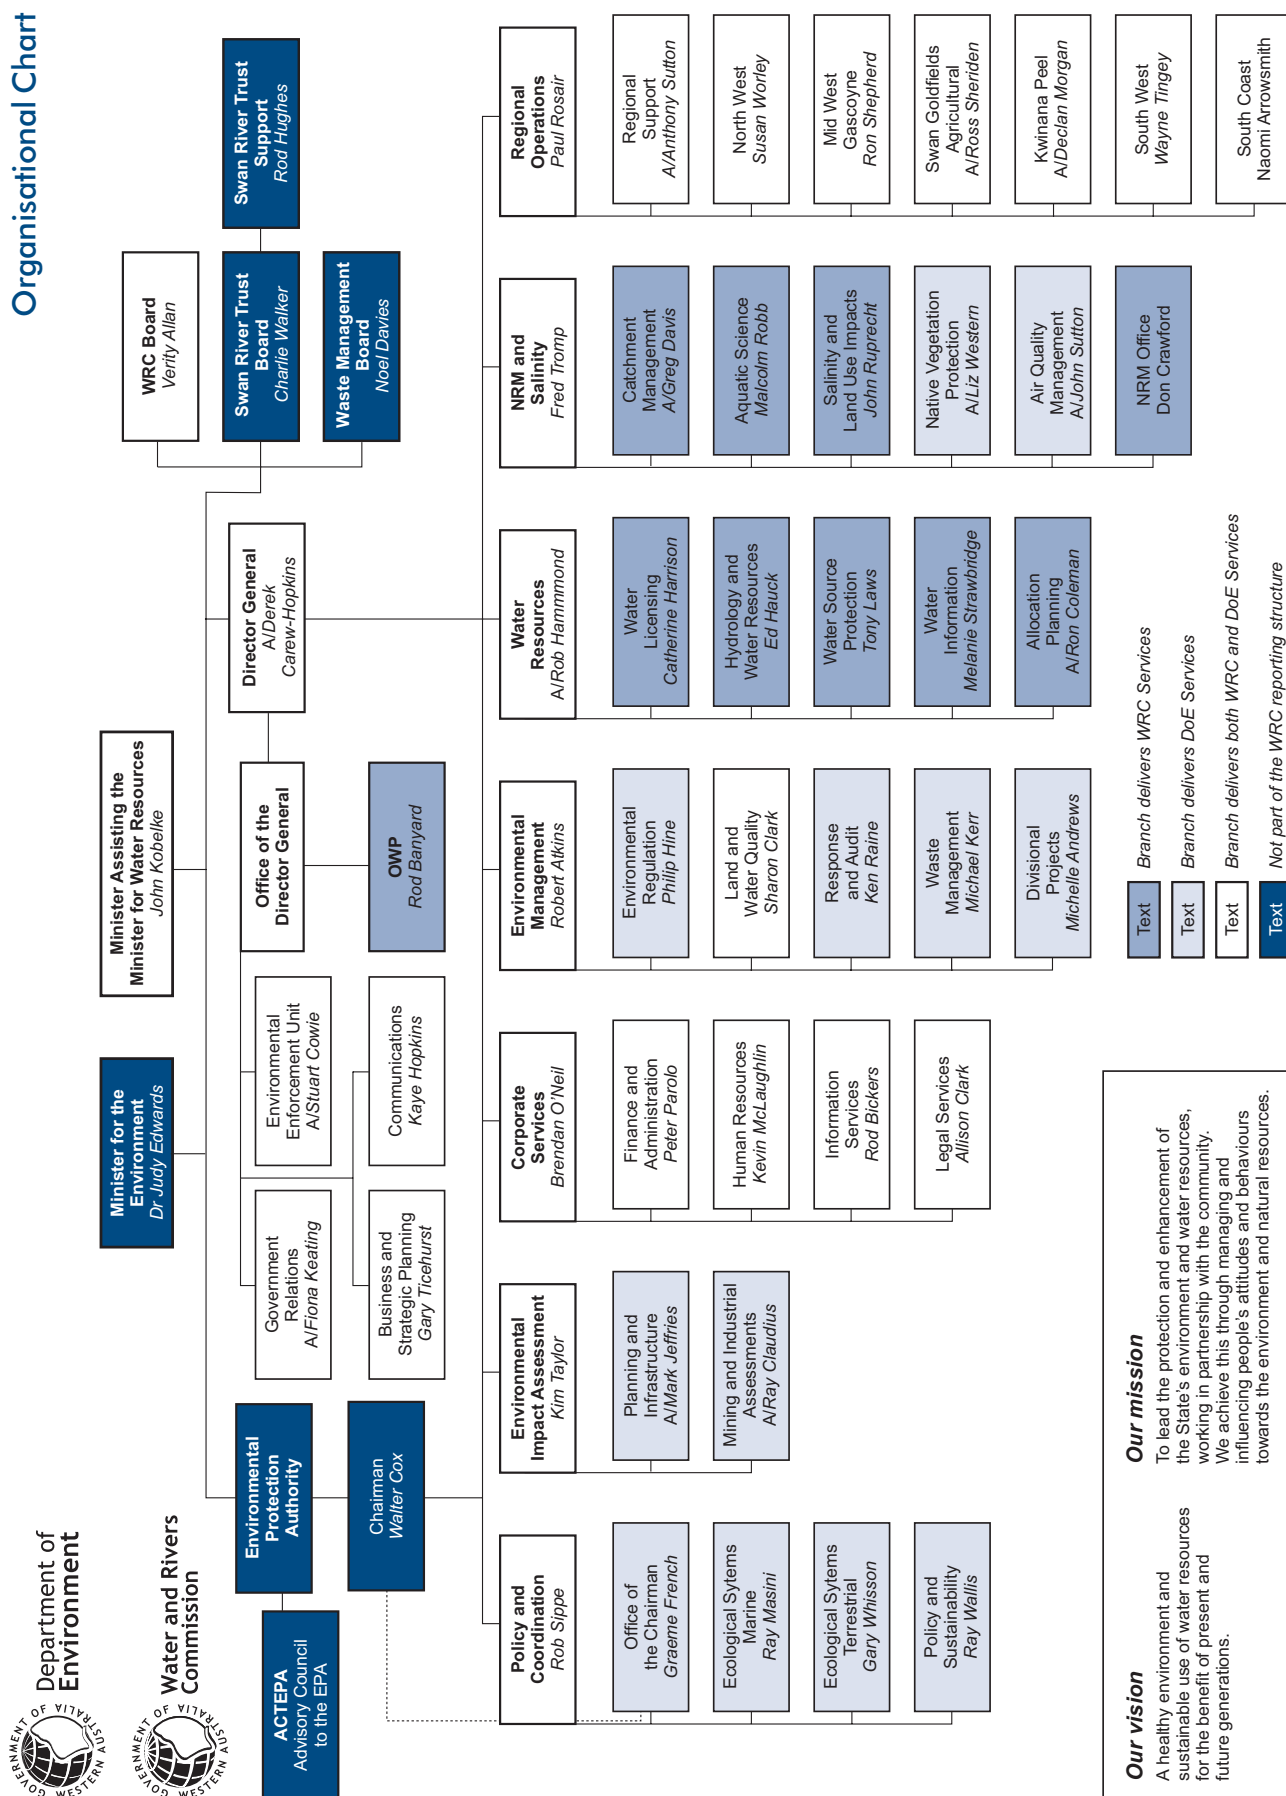 Organisational Chart
GOVERNMENT OF
WESTERN AUSTRALIA
Department of
Environment
GOVERNMENT OF
WESTERN AUSTRALIA
Water and Rivers
Commission
Minister for the
Environment
Dr Judy Edwards
Minister Assisting the
Minister for Water Resources
John Kobelke
WRC Board
Verity Allan
Swan River Trust
Board
Charlie Walker
Swan River Trust
Support
Rod Hughes
Waste Management
Board
Noel Davies
ACTEPA
Advisory Council
to the EPA
Environmental
Protection
Authority
Chairman
Walter Cox
Director General
A/Derek
Carew-Hopkins
Office of the
Director General
OWP
Rod Banyard
Government
Relations
A/Fiona Keating
Environmental
Enforcement Unit
A/Stuart Cowie
Business and
Strategic Planning
Gary Ticehurst
Communications
Kaye Hopkins
Policy and
Coordination
Rob Sippe
Office of
the Chairman
Graeme French
Ecological Sytems
Marine
Ray Masini
Ecological Sytems
Terrestrial
Gary Whisson
Policy and
Sustainability
Ray Wallis
Environmental
Impact Assessment
Kim Taylor
Planning and
Infrastructure
A/Mark Jeffries
Mining and Industrial
Assessments
A/Ray Claudius
Corporate
Services
Brendan O'Neil
Finance and
Administration
Peter Parolo
Human Resources
Kevin McLaughlin
Information
Services
Rod Bickers
Legal Services
Allison Clark
Environmental
Management
Robert Atkins
Environmental
Regulation
Philip Hine
Land and
Water Quality
Sharon Clark
Response
and Audit
Ken Raine
Waste
Management
Michael Kerr
Divisional
Projects
Michelle Andrews
Water
Resources
A/Rob Hammmond
Water
Licensing
Catherine Harrison
Hydrology and
Water Resources
Ed Hauck
Water Source
Protection
Tony Laws
Water
Information
Melanie Strawbridge
Allocation
Planning
A/Ron Coleman
NRM and
Salinity
Fred Tromp
Catchment
Management
A/Greg Davis
Aquatic Science
Malcolm Robb
Salinity and
Land Use Impacts
John Ruprecht
Native Vegetation
Protection
A/Liz Western
Air Quality
Management
A/John Sutton
NRM Office
Don Crawford
Regional
Operations
Paul Rosair
Regional
Support
A/Anthony Sutton
North West
Susan Worley
Mid West
Gascoyne
Ron Shepherd
Swan Goldfields
Agricultural
A/Ross Sheriden
Kwinana Peel
A/Declan Morgan
South West
Wayne Tingey
South Coast
Naomi Arrowsmith
Our vision
A healthy environment and
sustainable use of water resources
for the benefit of present and
future generations.
Our mission
To lead the protection and enhancement of
the State's environment and water resources,
working in partnership with the community.
We achieve this through managing and
influencing people's attitudes and behaviours
towards the environment and natural resources.
Text Branch delivers WRC Services
Text Branch delivers DoE Services
Text Branch delivers both WRC and DoE Services
Text Not part of the WRC reporting structure